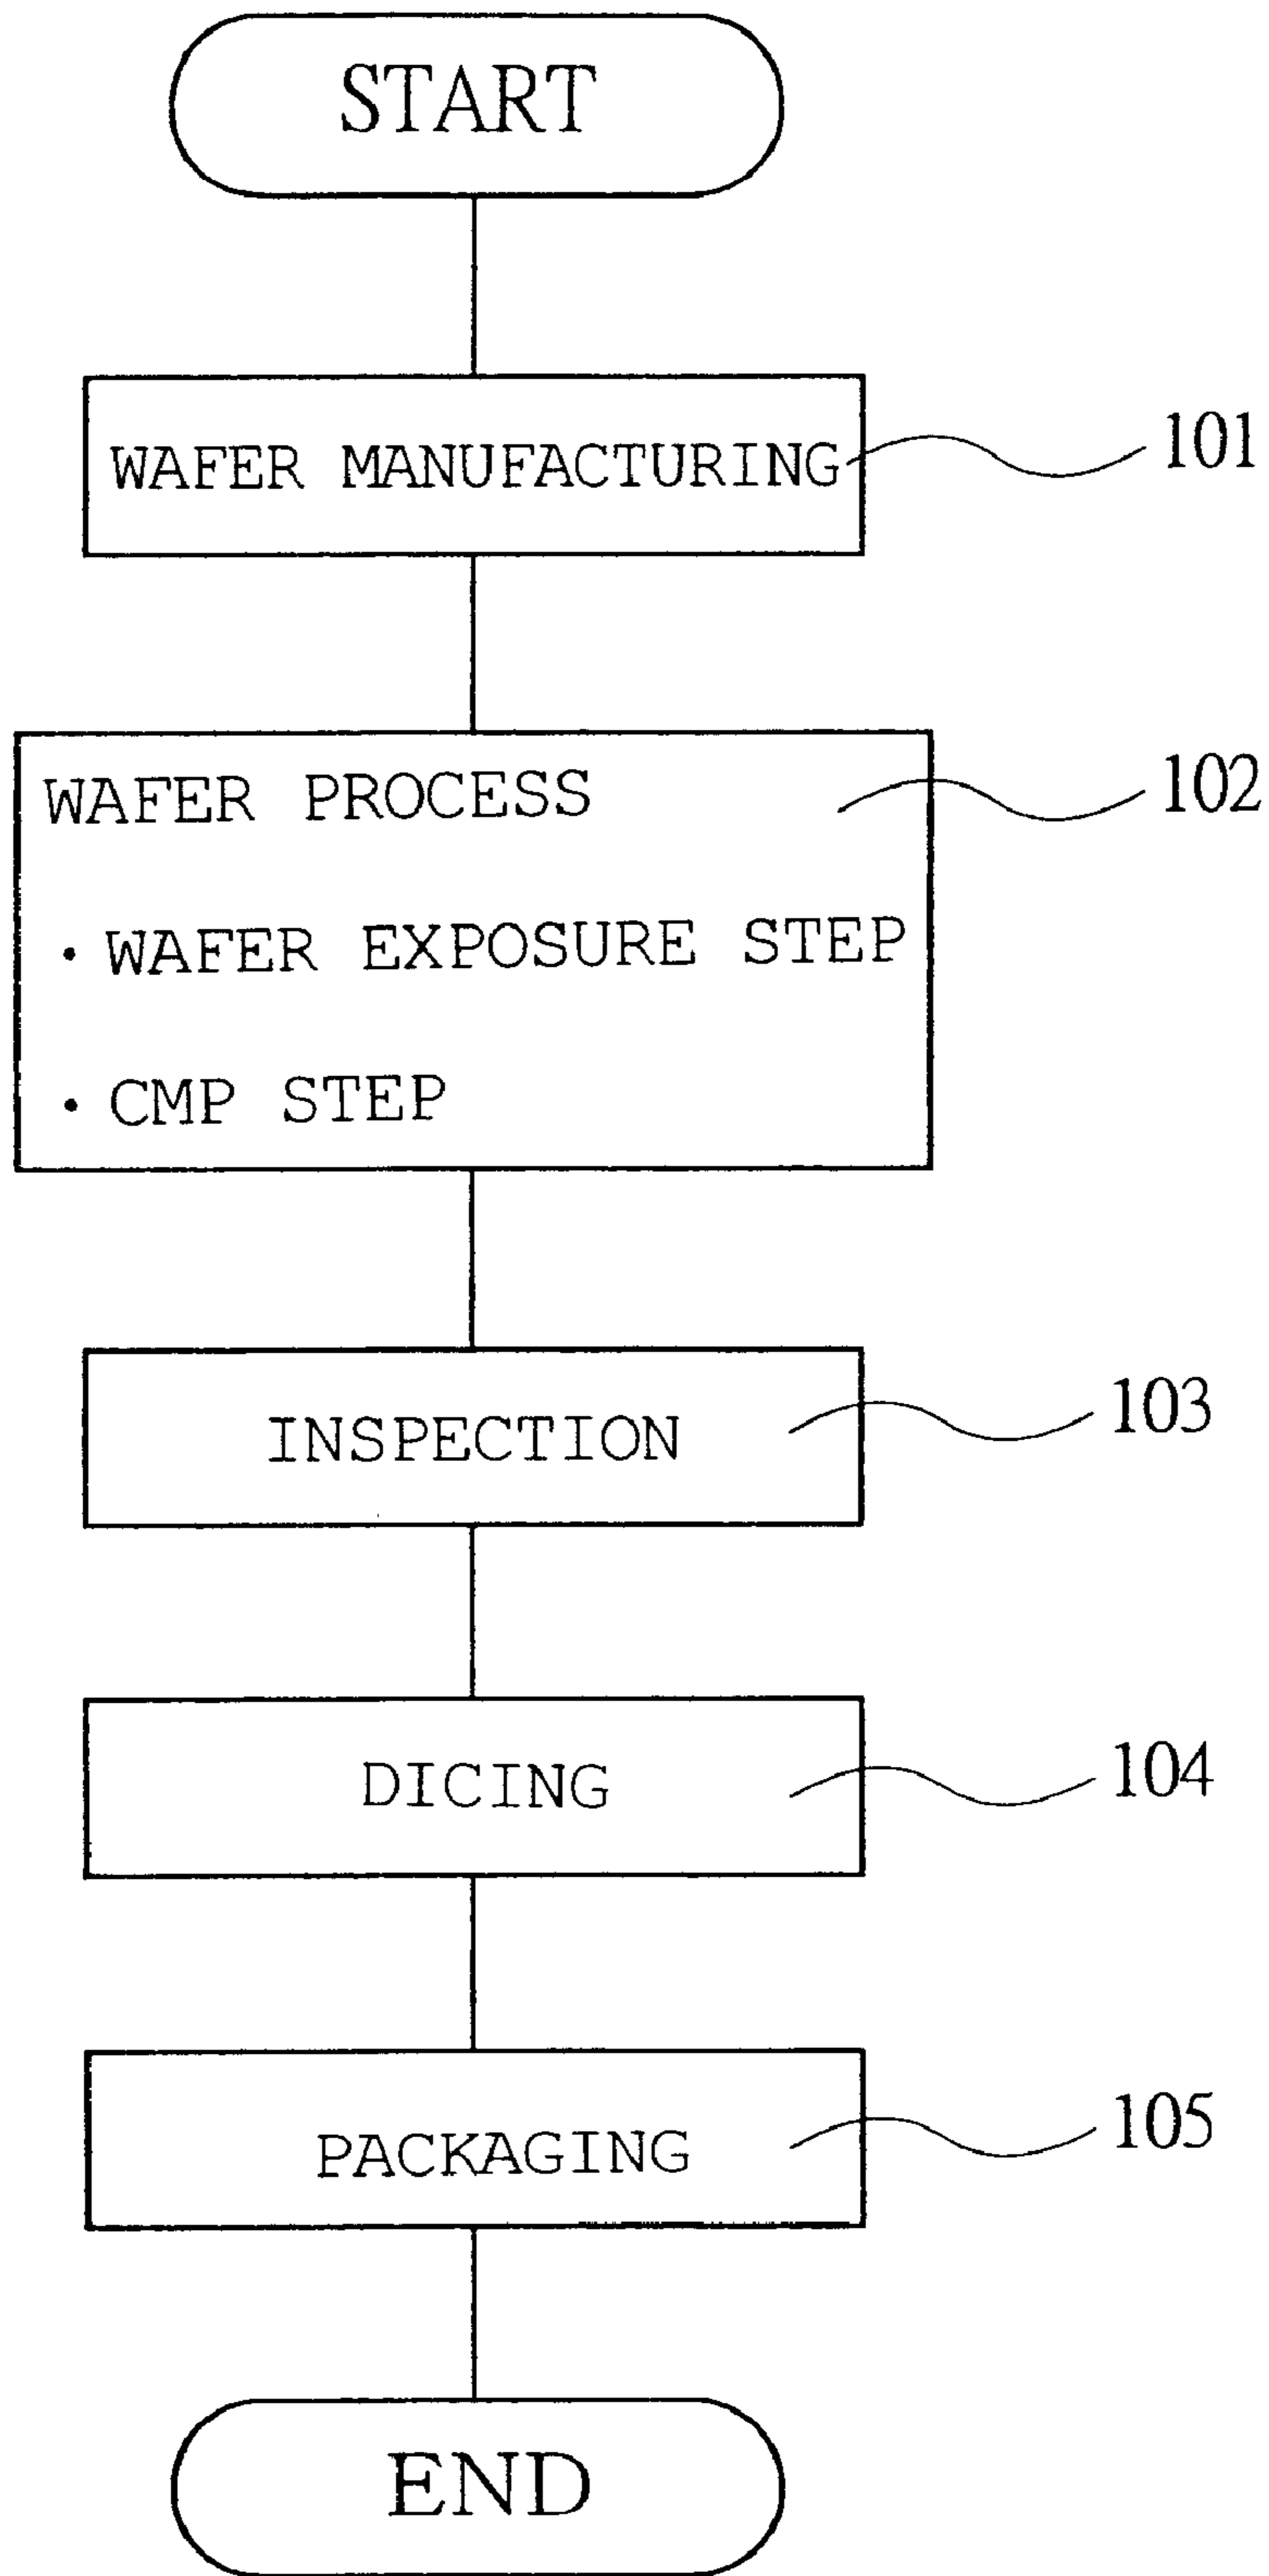 START
WAFER MANUFACTURING
101
WAFER PROCESS
102
· WAFER EXPOSURE STEP
· CMP STEP
INSPECTION
103
DICING
104
PACKAGING
105
END